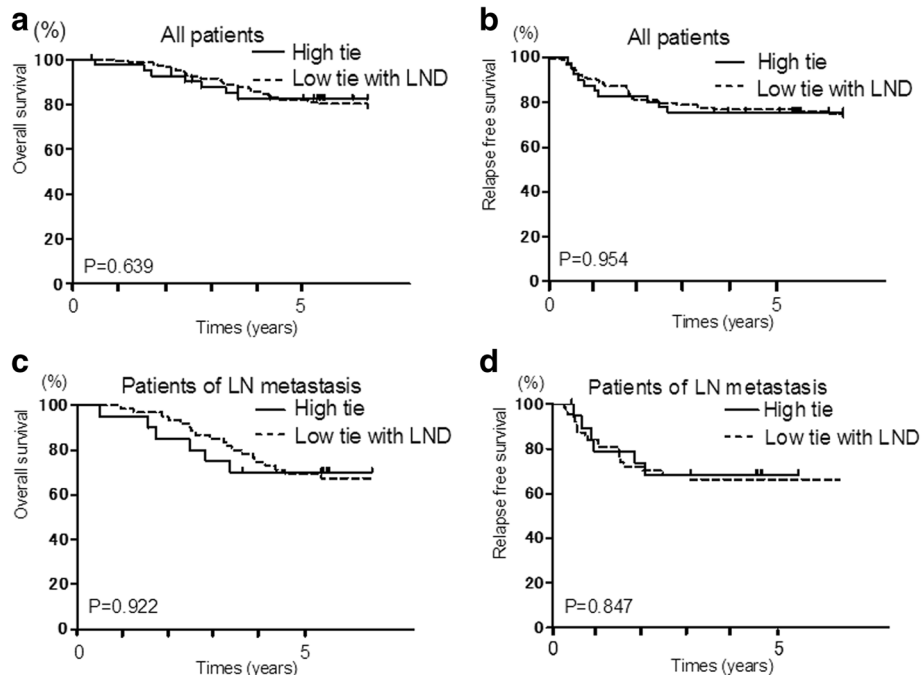 a
(%)
All patients
High tie
Low tie with LND
Overall survival
100
80
60
40
20
0
P=0.639
0
5
Times (years)
b
(%)
All patients
High tie
Low tie with LND
Relapse free survival
100
80
60
40
20
0
P=0.954
0
5
Times (years)
c
(%)
Patients of LN metastasis
High tie
Low tie with LND
Overall survival
100
80
60
40
20
0
P=0.922
0
5
Times (years)
d
(%)
Patients of LN metastasis
High tie
Low tie with LND
Relapse free survival
100
80
60
40
20
0
P=0.847
0
5
Times (years)